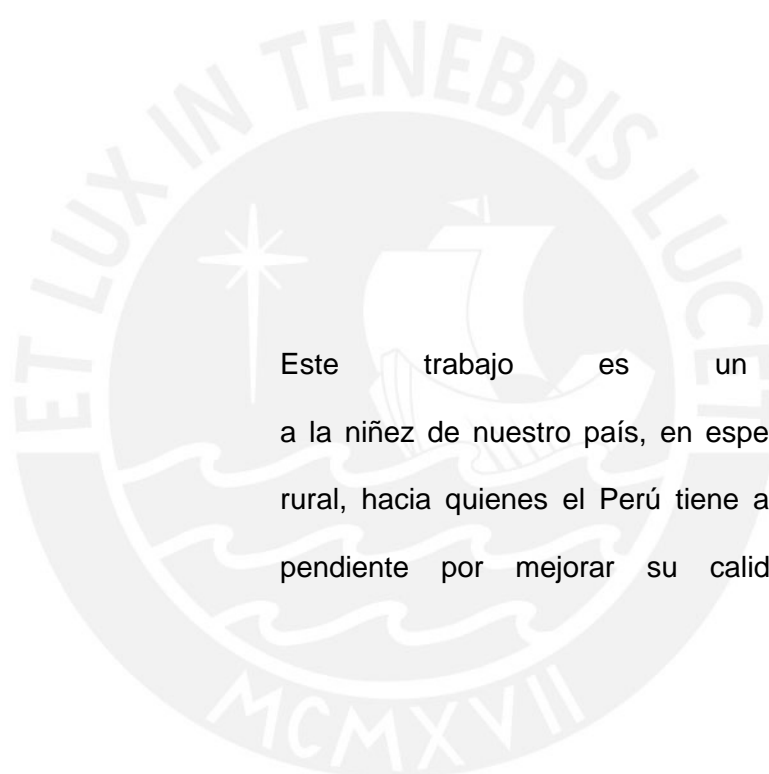 ET LUX IN TENEBRIS LUCET
Este trabajo es un
a la niñez de nuestro país, en espe
rural, hacia quienes el Perú tiene a
pendiente por mejorar su calid
MCMXVII